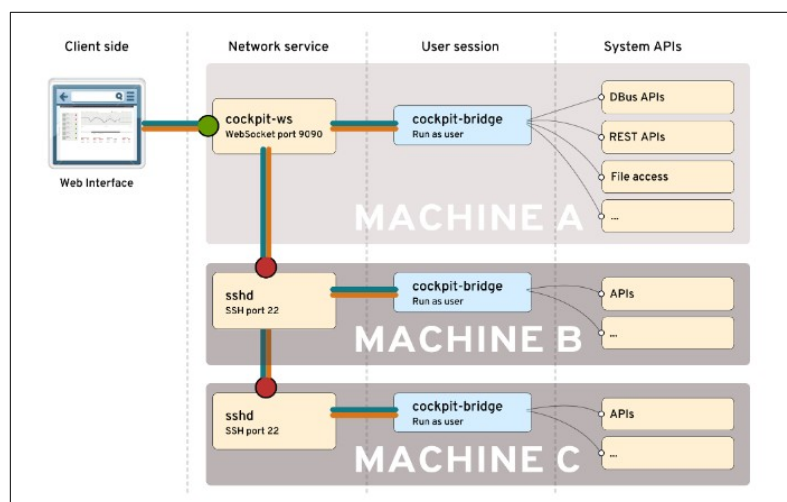 Client side
Network service
User session
System APIs
Web Interface
cockpit-ws
WebSocket port 9090
cockpit-bridge
Run as user
DBus APIs
REST APIs
File access
...
MACHINE A
sshd
SSH port 22
cockpit-bridge
Run as user
APIs
...
MACHINE B
sshd
SSH port 22
cockpit-bridge
Run as user
APIs
...
MACHINE C